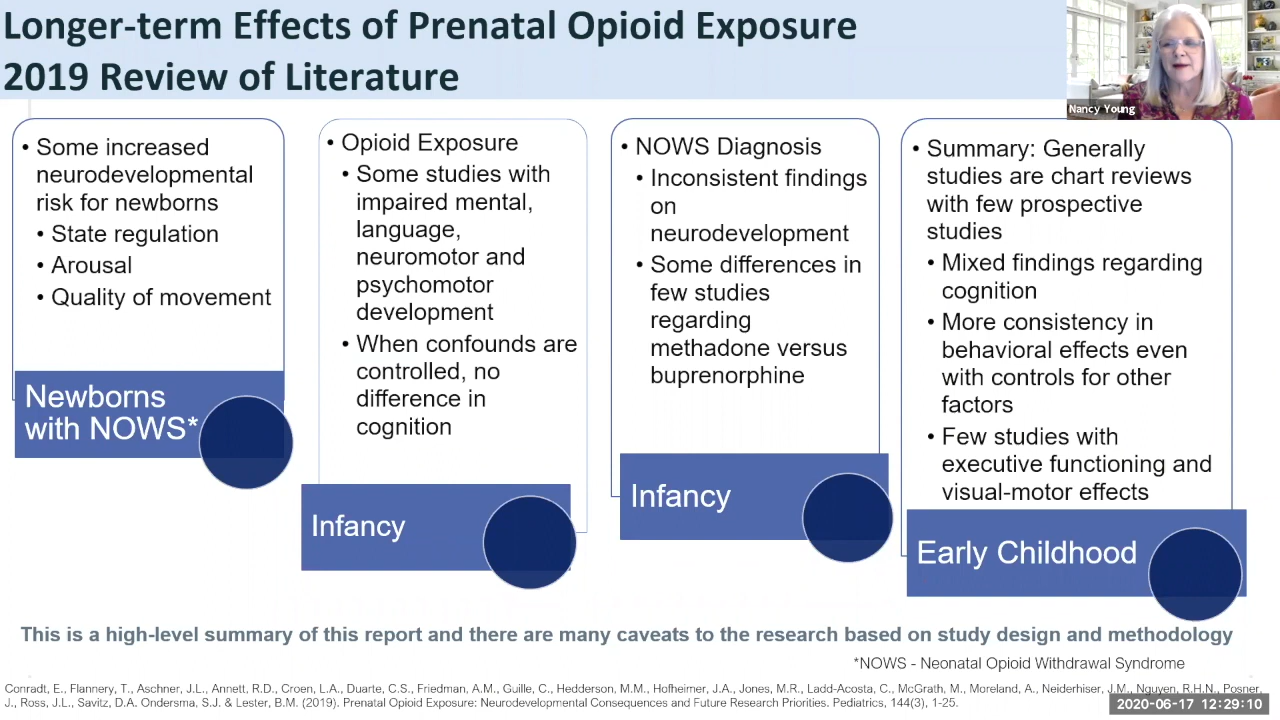 Longer-term Effects of Prenatal Opioid Exposure
2019 Review of Literature
Nancy Young
• Some increased
neurodevelopmental
risk for newborns
• State regulation
• Arousal
• Quality of movement
Newborns
with NOWS*
• Opioid Exposure
• Some studies with
impaired mental,
language,
neuromotor and
psychomotor
development
• When confounds are
controlled, no
difference in
cognition
Infancy
• NOWS Diagnosis
• Inconsistent findings
on
neurodevelopment
• Some differences in
few studies
regarding
methadone versus
buprenorphine
Infancy
• Summary: Generally
studies are chart reviews
with few prospective
studies
• Mixed findings regarding
cognition
• More consistency in
behavioral effects even
with controls for other
factors
• Few studies with
executive functioning and
visual-motor effects
Early Childhood
This is a high-level summary of this report and there are many caveats to the research based on study design and methodology
*NOWS - Neonatal Opioid Withdrawal Syndrome
Conradt, E., Flannery, T., Aschner, J.L., Annett, R.D., Croen, L.A., Duarte, C.S., Friedman, A.M., Guille, C., Hedderson, M.M., Hofheimer, J.A., Jones, M.R., Ladd-Acosta, C., McGrath, M., Moreland, A., Neiderhiser, J.M., Nguyen, R.H.N., Posner,
J., Ross, J.L., Savitz, D.A. Ondersma, S.J. & Lester, B.M. (2019). Prenatal Opioid Exposure: Neurodevelopmental Consequences and Future Research Priorities. Pediatrics, 144(3), 1-25.
2020-06-17 12:29:10